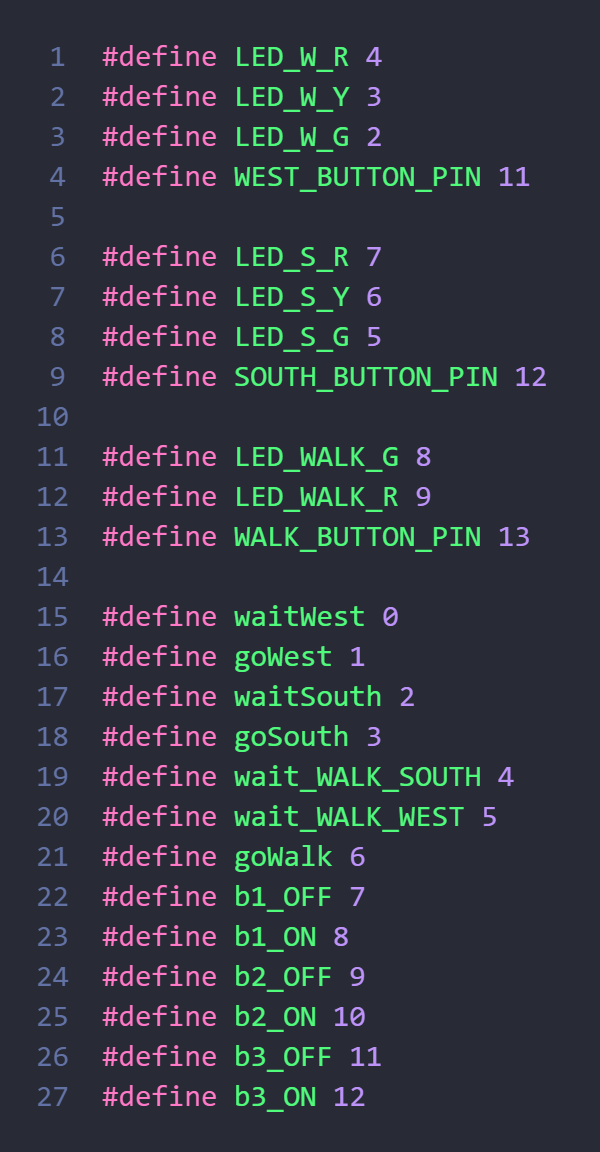 1 #define LED_W_R 4
2 #define LED_W_Y 3
3 #define LED_W_G 2
4 #define WEST_BUTTON_PIN 11
5
6 #define LED_S_R 7
7 #define LED_S_Y 6
8 #define LED_S_G 5
9 #define SOUTH_BUTTON_PIN 12
10
11 #define LED_WALK_G 8
12 #define LED_WALK_R 9
13 #define WALK_BUTTON_PIN 13
14
15 #define waitWest 0
16 #define goWest 1
17 #define waitSouth 2
18 #define goSouth 3
19 #define wait_WALK_SOUTH 4
20 #define wait_WALK_WEST 5
21 #define goWalk 6
22 #define b1_OFF 7
23 #define b1_ON 8
24 #define b2_OFF 9
25 #define b2_ON 10
26 #define b3_OFF 11
27 #define b3_ON 12